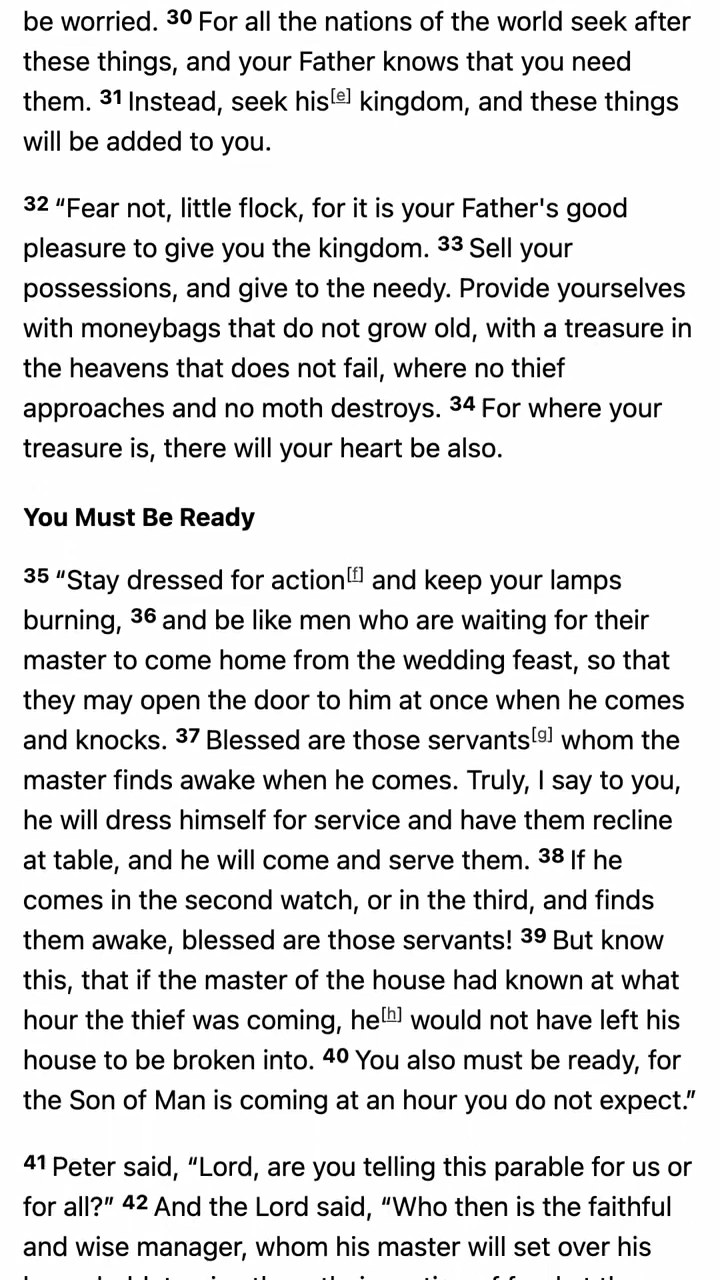 be worried. 30 For all the nations of the world seek after
these things, and your Father knows that you need
them. 31 Instead, seek his[e] kingdom, and these things
will be added to you.
32 “Fear not, little flock, for it is your Father's good
pleasure to give you the kingdom. 33 Sell your
possessions, and give to the needy. Provide yourselves
with moneybags that do not grow old, with a treasure in
the heavens that does not fail, where no thief
approaches and no moth destroys. 34 For where your
treasure is, there will your heart be also.
You Must Be Ready
35 “Stay dressed for action[f] and keep your lamps
burning, 36 and be like men who are waiting for their
master to come home from the wedding feast, so that
they may open the door to him at once when he comes
and knocks. 37 Blessed are those servants[g] whom the
master finds awake when he comes. Truly, I say to you,
he will dress himself for service and have them recline
at table, and he will come and serve them. 38 If he
comes in the second watch, or in the third, and finds
them awake, blessed are those servants! 39 But know
this, that if the master of the house had known at what
hour the thief was coming, he[h] would not have left his
house to be broken into. 40 You also must be ready, for
the Son of Man is coming at an hour you do not expect.”
41 Peter said, “Lord, are you telling this parable for us or
for all?” 42 And the Lord said, “Who then is the faithful
and wise manager, whom his master will set over his